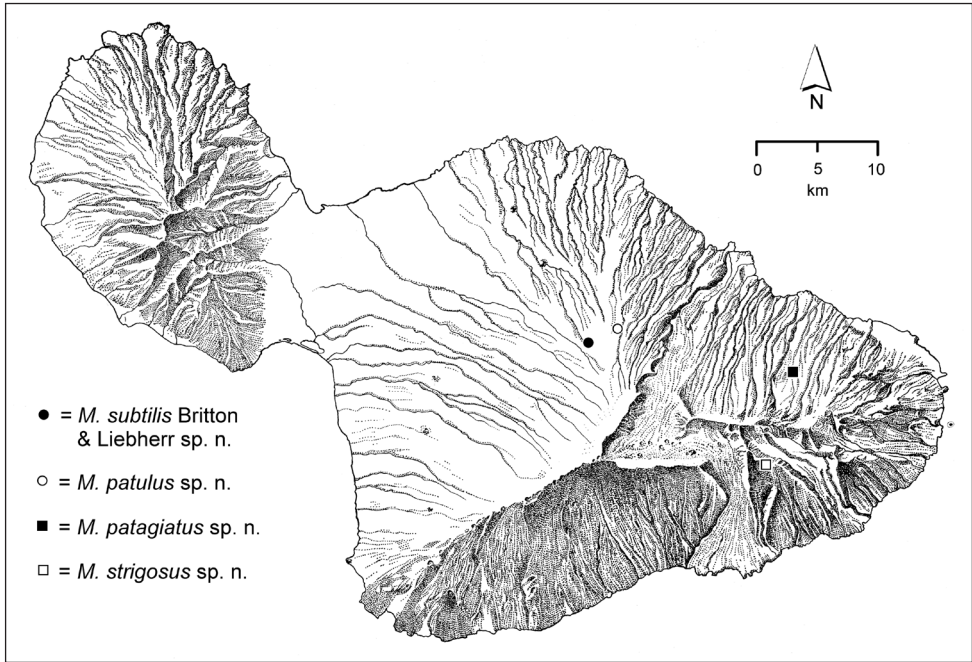 N
0 5 10
km
● = M. subtilis Britton
& Liebherr sp. n.
○ = M. patulus sp. n.
■ = M. patagiatus sp. n.
□ = M. strigosus sp. n.